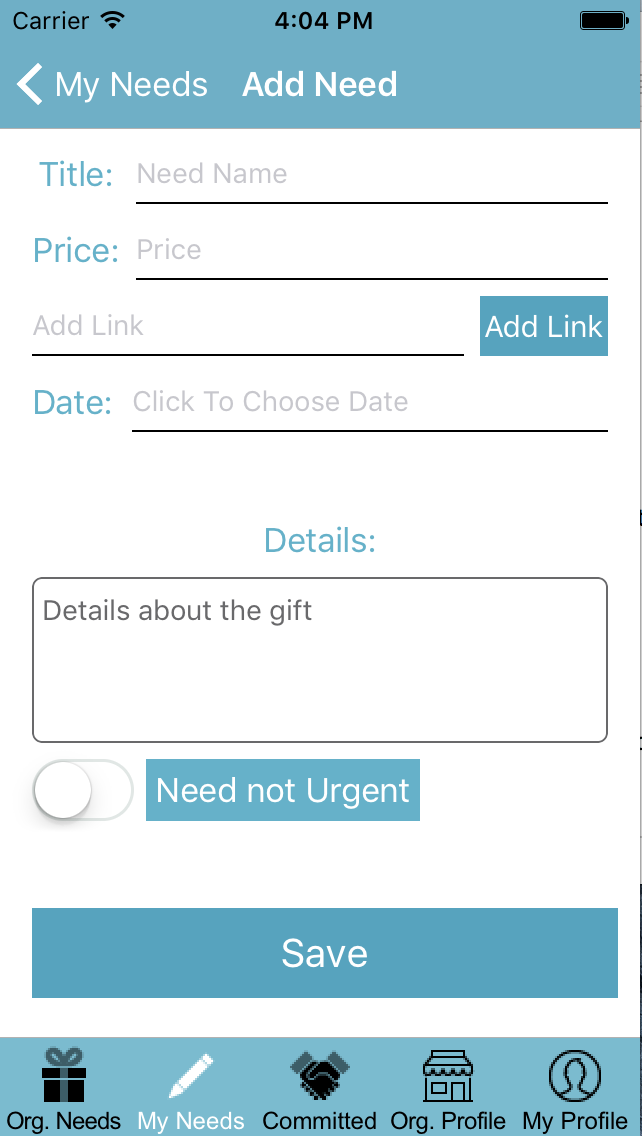 Carrier 4:04 PM
My Needs Add Need
Title: Need Name
Price: Price
Add Link Add Link
Date: Click To Choose Date
Details:
Details about the gift
Need not Urgent
Save
Org. Needs My Needs Committed Org. Profile My Profile